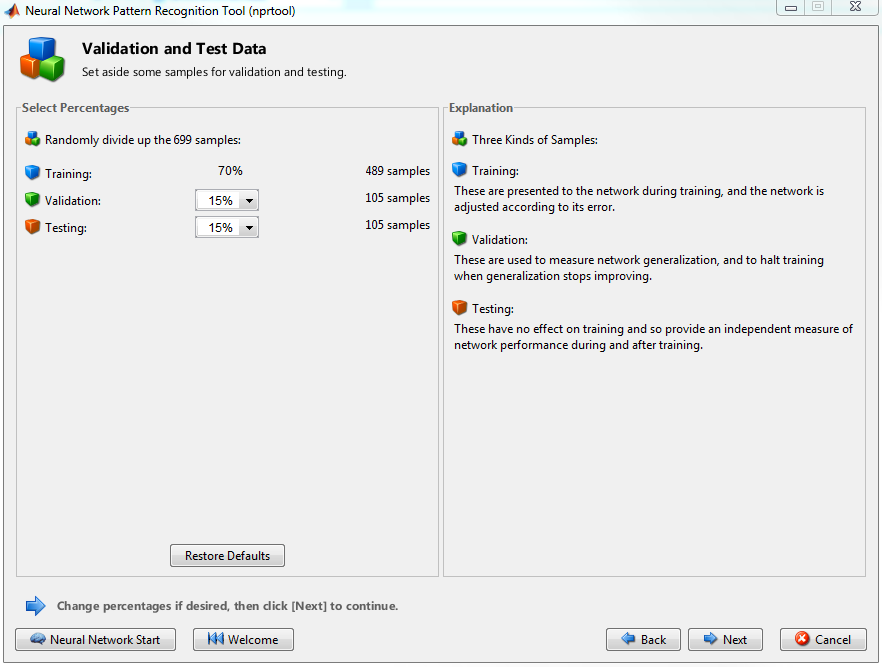 Neural Network Pattern Recognition Tool (nprtool)
Validation and Test Data
Set aside some samples for validation and testing.
Select Percentages
Randomly divide up the 699 samples:
Training: 70% 489 samples
Validation: 15% 105 samples
Testing: 15% 105 samples
Restore Defaults
Explanation
Three Kinds of Samples:
Training:
These are presented to the network during training, and the network is
adjusted according to its error.
Validation:
These are used to measure network generalization, and to halt training
when generalization stops improving.
Testing:
These have no effect on training and so provide an independent measure of
network performance during and after training.
Change percentages if desired, then click [Next] to continue.
Neural Network Start Welcome Back Next Cancel